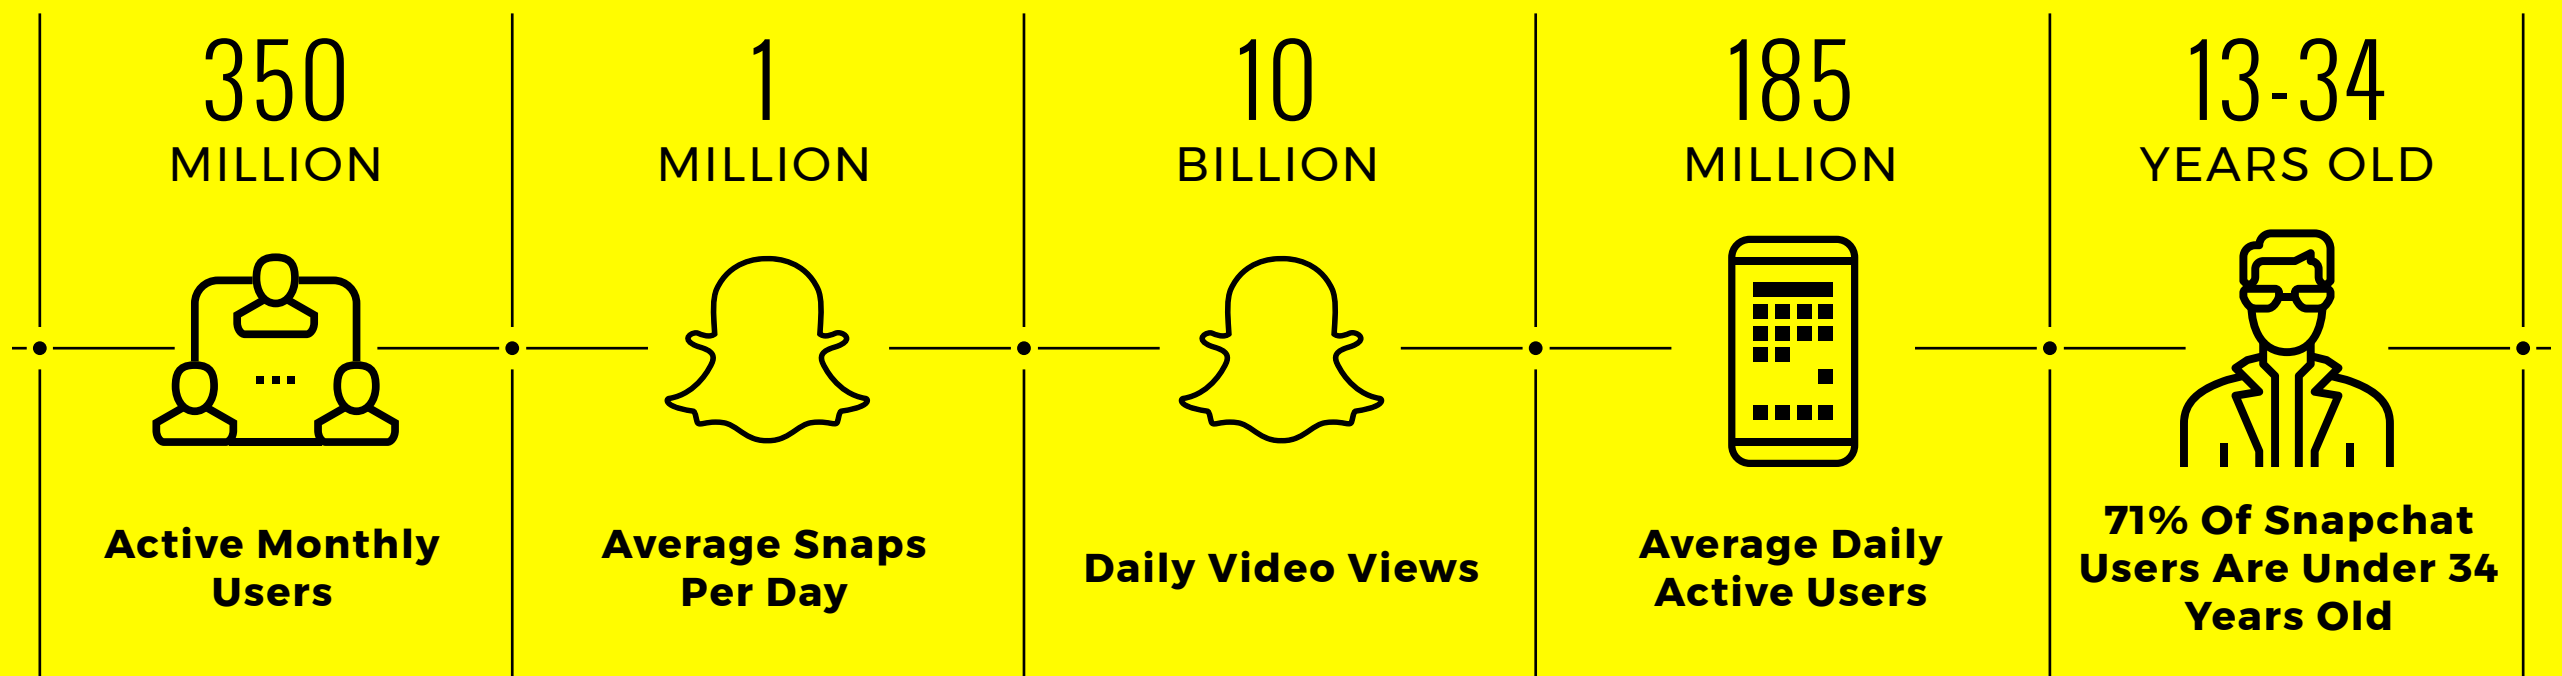 350
MILLION
Active Monthly
Users
1
MILLION
Average Snaps
Per Day
10
BILLION
Daily Video Views
185
MILLION
Average Daily
Active Users
13-34
YEARS OLD
71% Of Snapchat
Users Are Under 34
Years Old